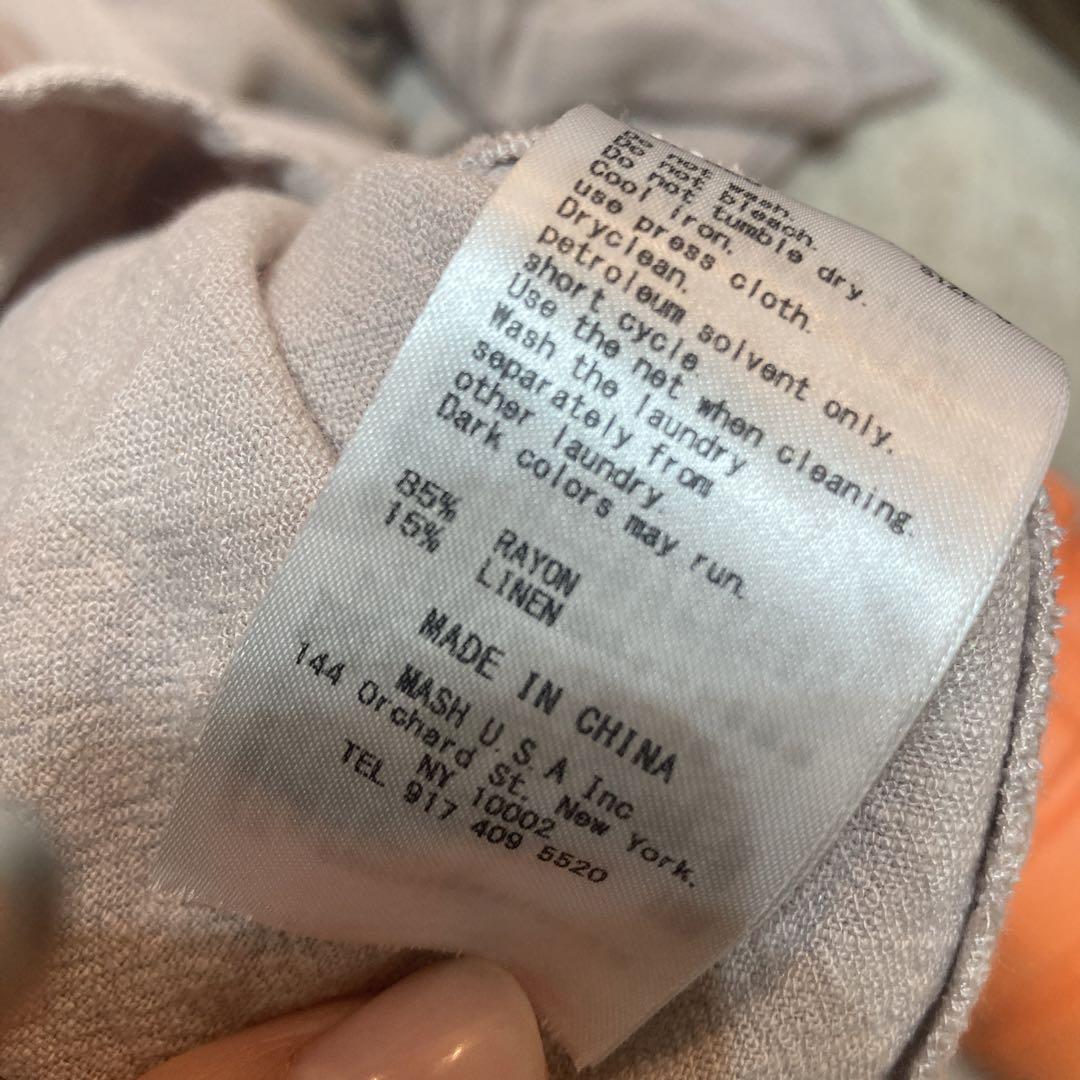 Do not wash.
Do not bleach.
Do not tumble dry.
Cool iron.
use press cloth.
Dryclean.
petroleum solvent only.
short cycle.
Use the net when cleaning.
Wash the laundry
separately from
other laundry.
Dark colors may run.
85% RAYON
15% LINEN
MADE IN CHINA
MASH U.S.A Inc
144 Orchard St. New York.
NY 10002
TEL 917 409 5520